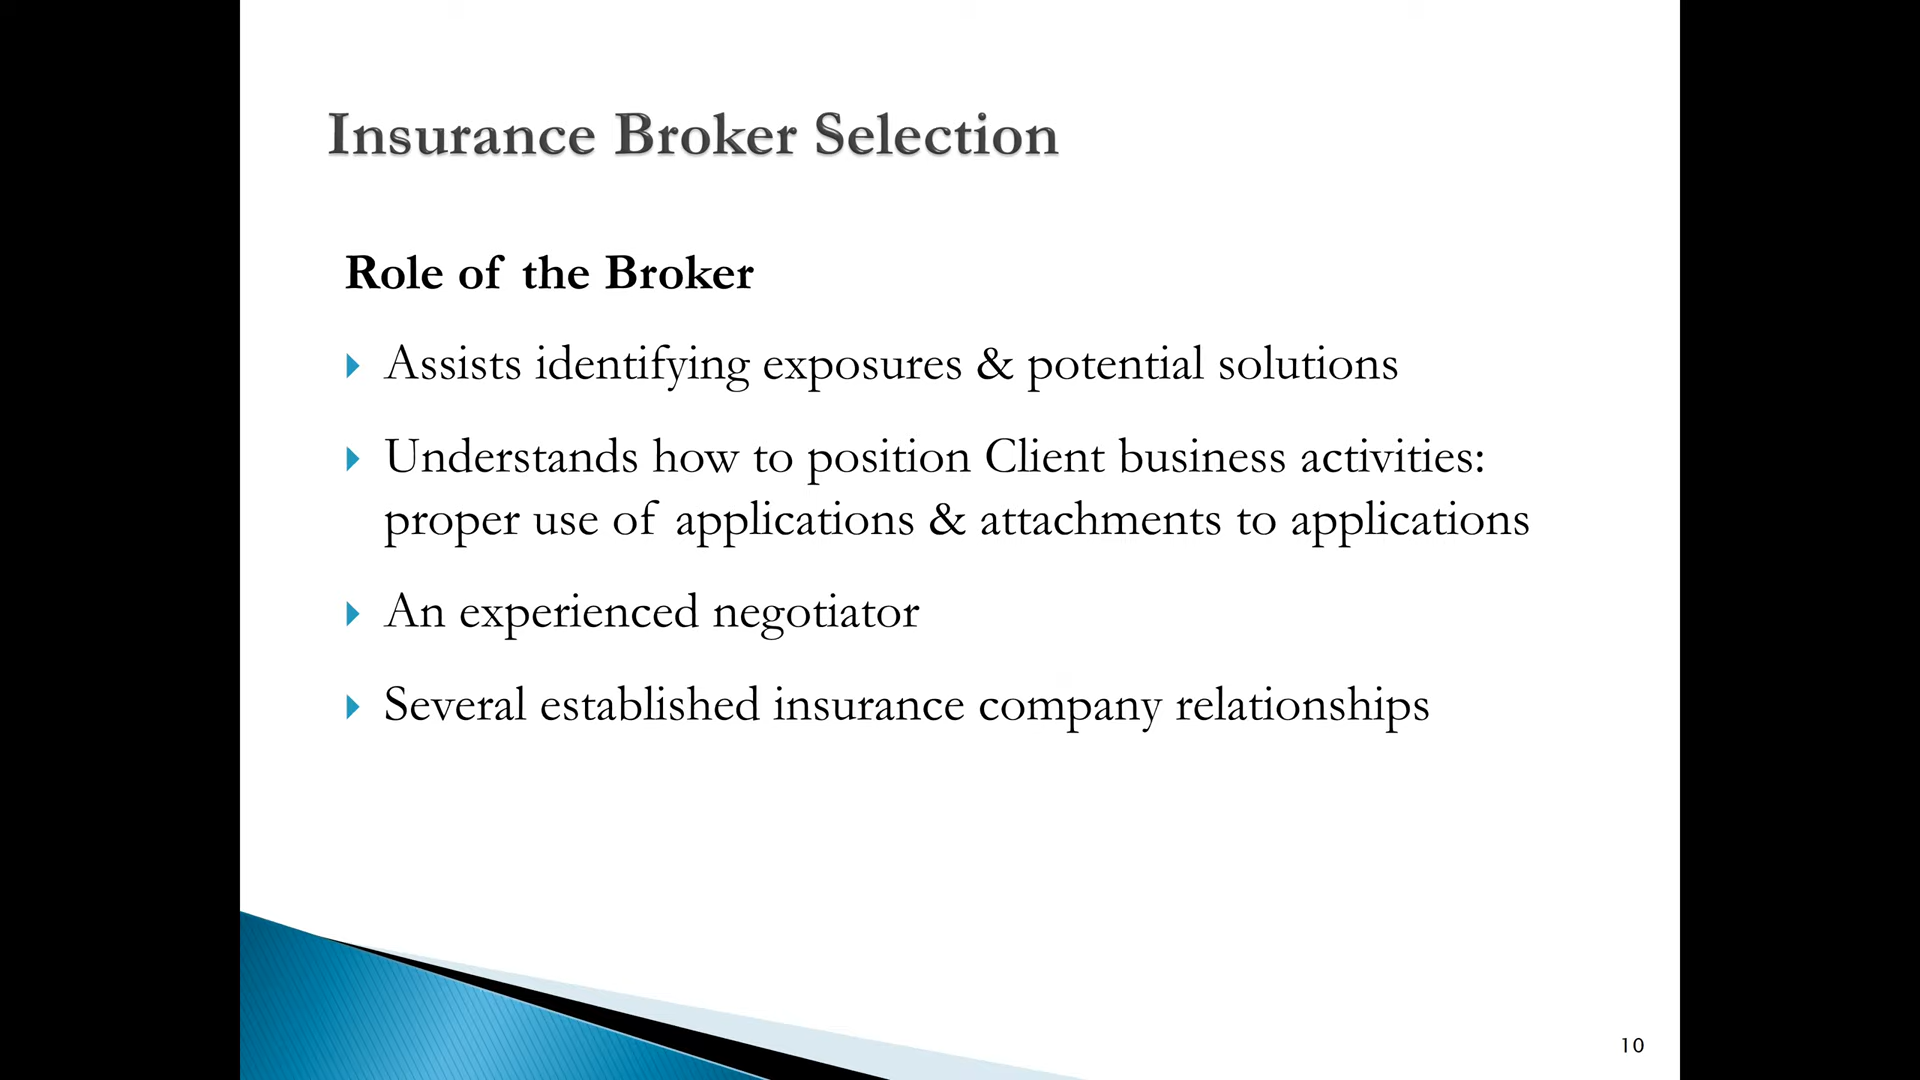 Insurance Broker Selection
Role of the Broker
Assists identifying exposures & potential solutions
Understands how to position Client business activities:
proper use of applications & attachments to applications
An experienced negotiator
Several established insurance company relationships
10